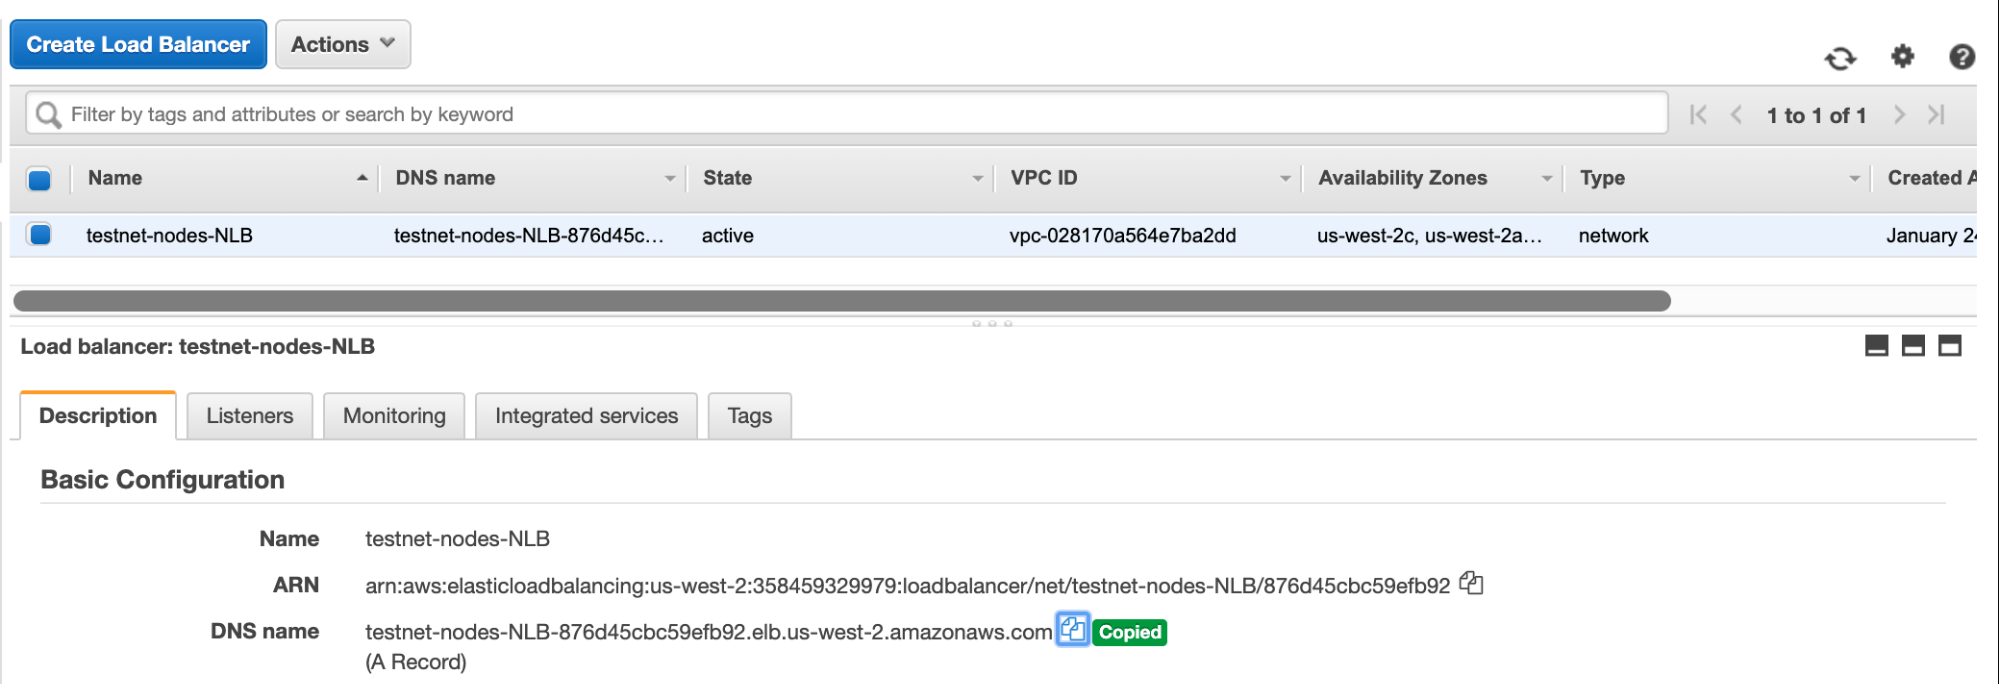 Create Load Balancer Actions
Filter by tags and attributes or search by keyword 1 to 1 of 1
Name DNS name State VPC ID Availability Zones Type Created A
testnet-nodes-NLB testnet-nodes-NLB-876d45c... active vpc-028170a564e7ba2dd us-west-2c, us-west-2a... network January 24
Load balancer: testnet-nodes-NLB
Description Listeners Monitoring Integrated services Tags
Basic Configuration
Name testnet-nodes-NLB
ARN arn:aws:elasticloadbalancing:us-west-2:358459329979:loadbalancer/net/testnet-nodes-NLB/876d45cbc59efb92
DNS name testnet-nodes-NLB-876d45cbc59efb92.elb.us-west-2.amazonaws.com Copied
(A Record)